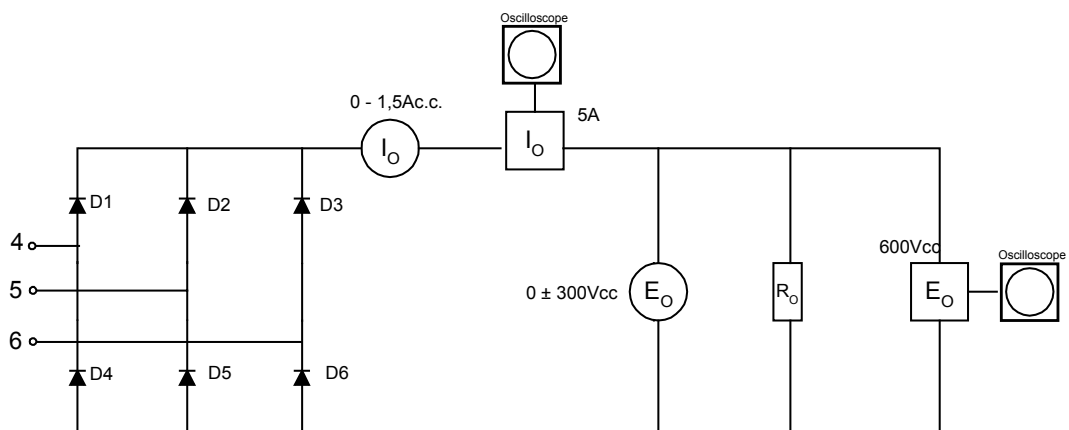 Oscilloscope
0 - 1,5Ac.c.
5A
I_O
I_O
D1
D2
D3
4
600Vcc
Oscilloscope
5
0 ± 300Vcc
E_O
R_O
E_O
6
D4
D5
D6